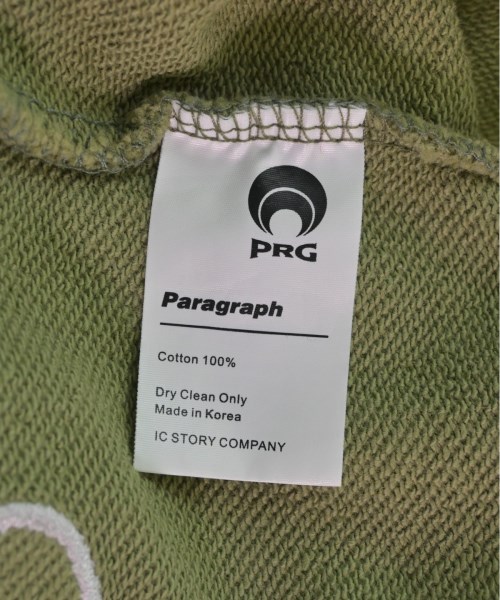 PRG
Paragraph
Cotton 100%
Dry Clean Only
Made in Korea
IC STORY COMPANY